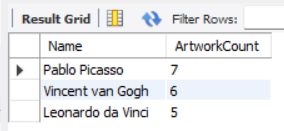 Result Grid Filter Rows:
Name ArtworkCount
Pablo Picasso 7
Vincent van Gogh 6
Leonardo da Vinci 5